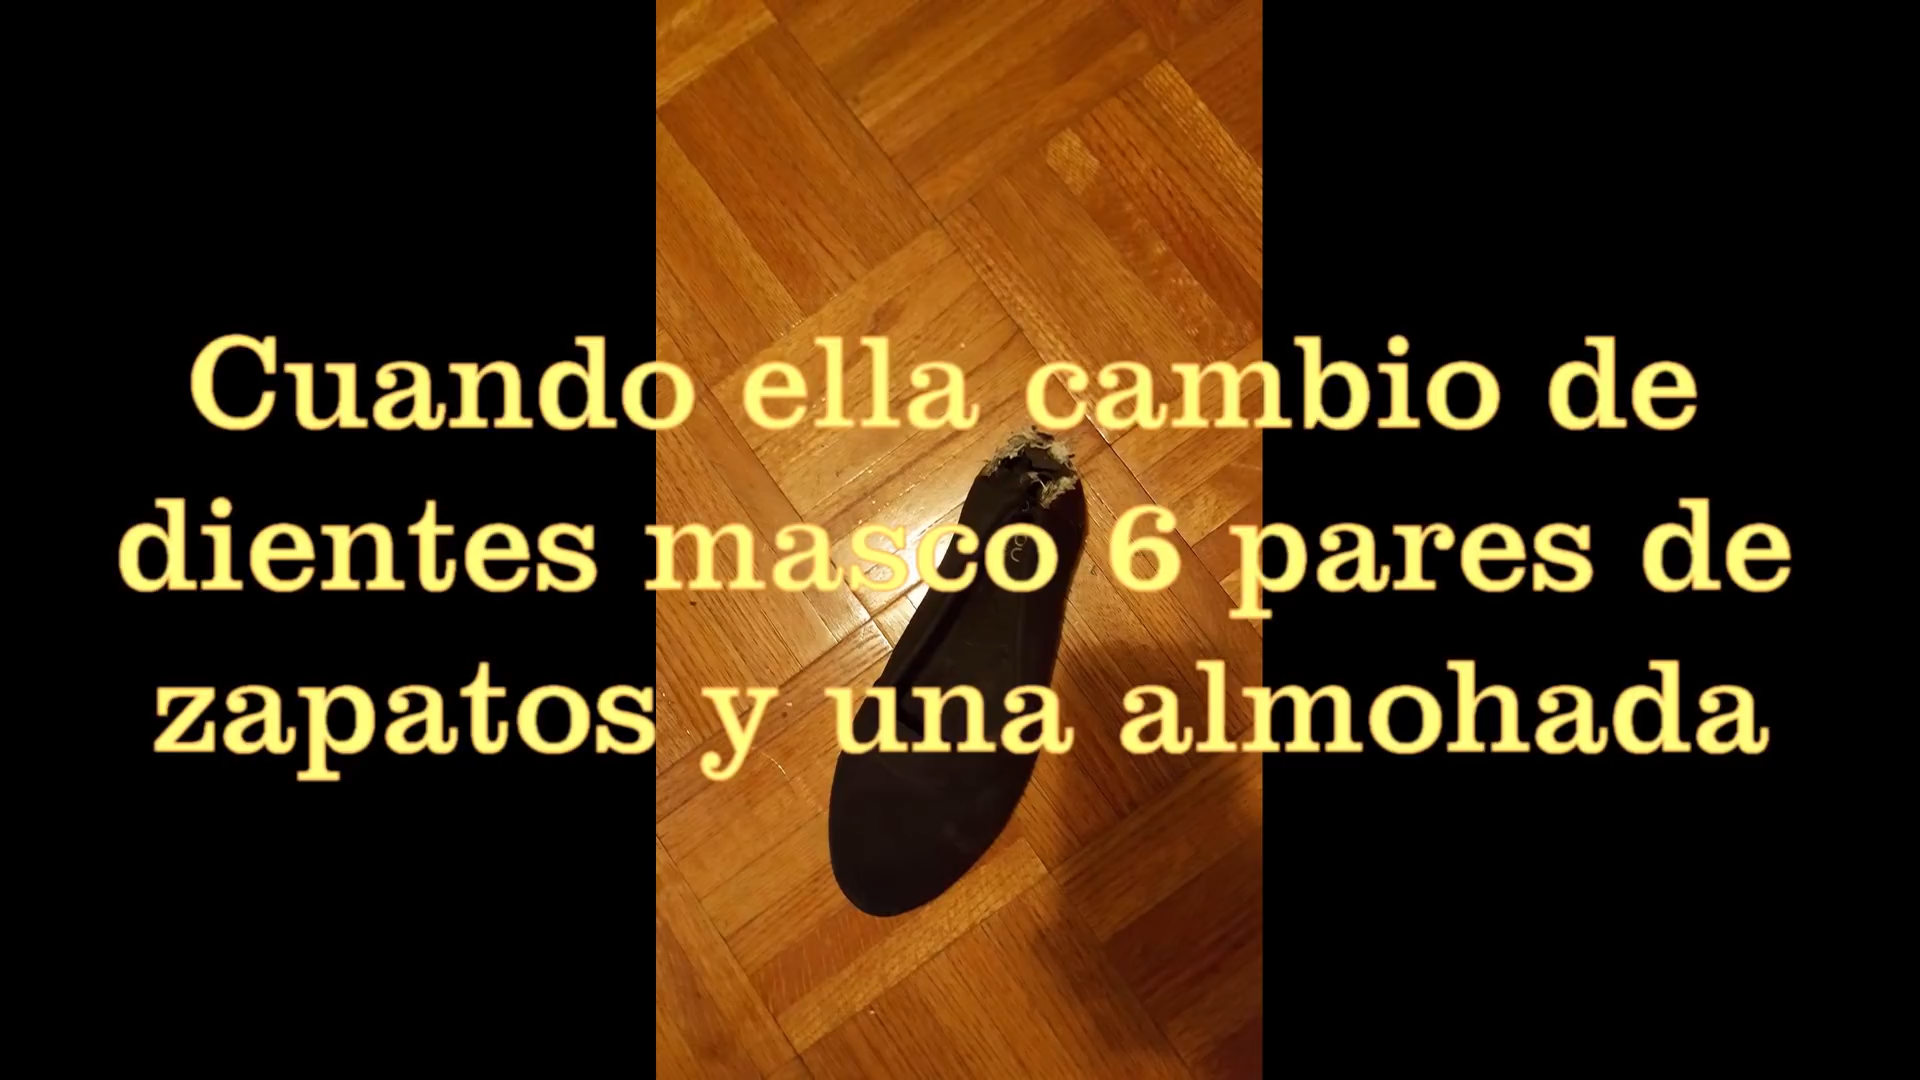 Cuando ella cambio de
dientes masco 6 pares de
zapatos y una almohada